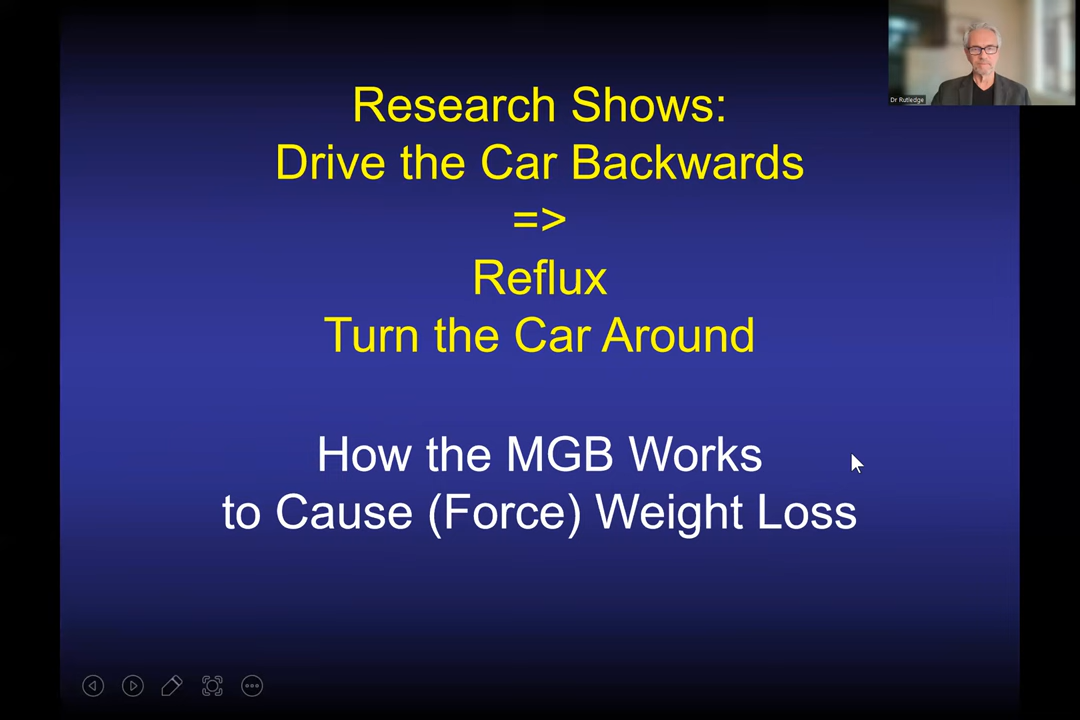 Dr Rutledge
Research Shows:
Drive the Car Backwards
=>
Reflux
Turn the Car Around
How the MGB Works
to Cause (Force) Weight Loss